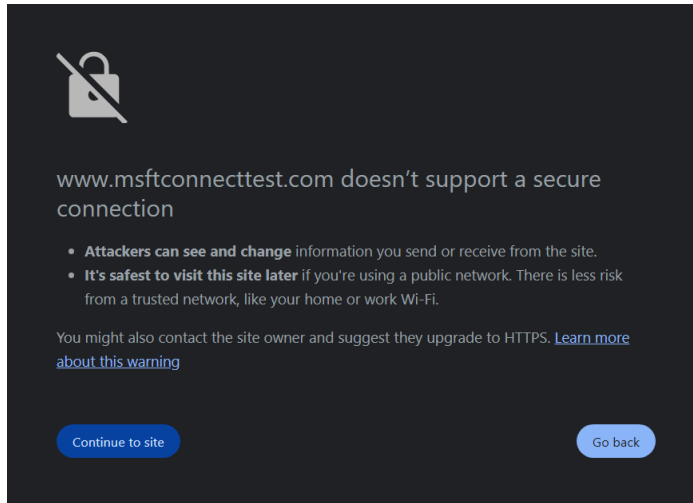 www.msftconnecttest.com doesn’t support a secure
connection
• Attackers can see and change information you send or receive from the site.
• It's safest to visit this site later if you're using a public network. There is less risk
from a trusted network, like your home or work Wi-Fi.
You might also contact the site owner and suggest they upgrade to HTTPS. Learn more
about this warning
Continue to site
Go back